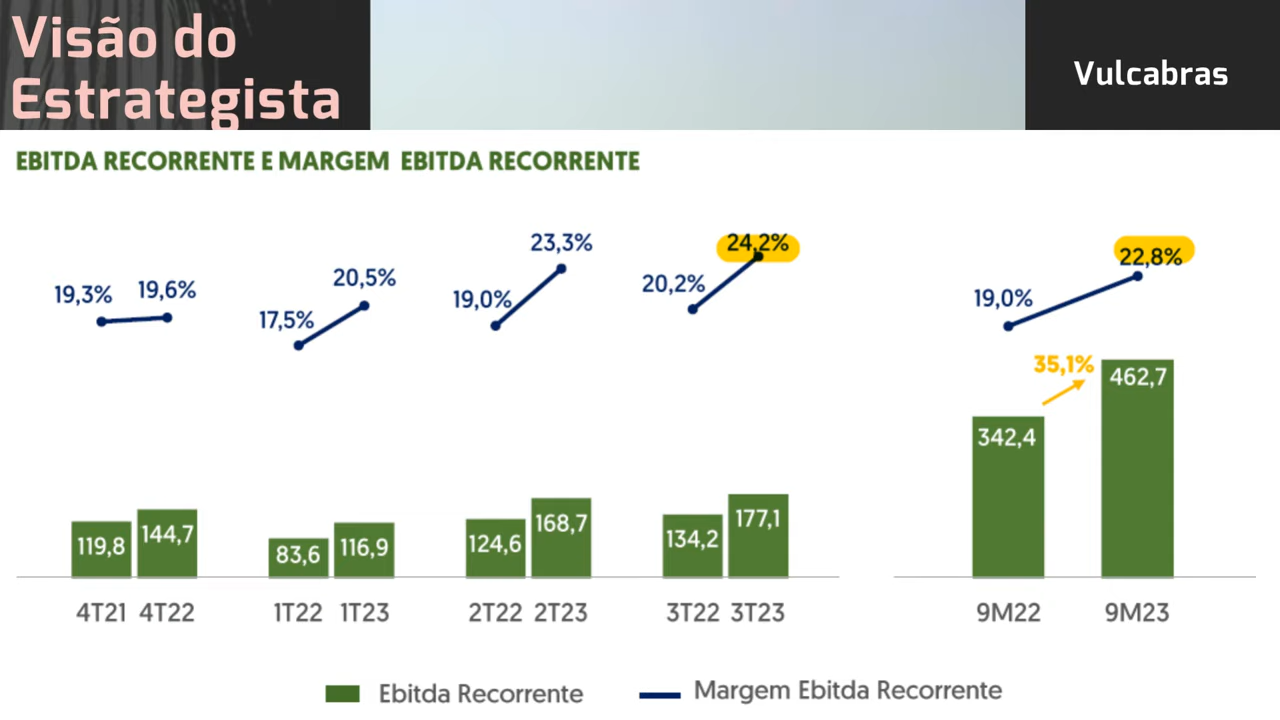 Visão do
Estrategista
Vulcabras
EBITDA RECORRENTE E MARGEM EBITDA RECORRENTE
19,3% 19,6% 17,5% 20,5% 19,0% 23,3% 20,2% 24,2% 19,0% 22,8%
35,1%
119,8 144,7 83,6 116,9 124,6 168,7 134,2 177,1 342,4 462,7
4T21 4T22 1T22 1T23 2T22 2T23 3T22 3T23 9M22 9M23
Ebitda Recorrente Margem Ebitda Recorrente